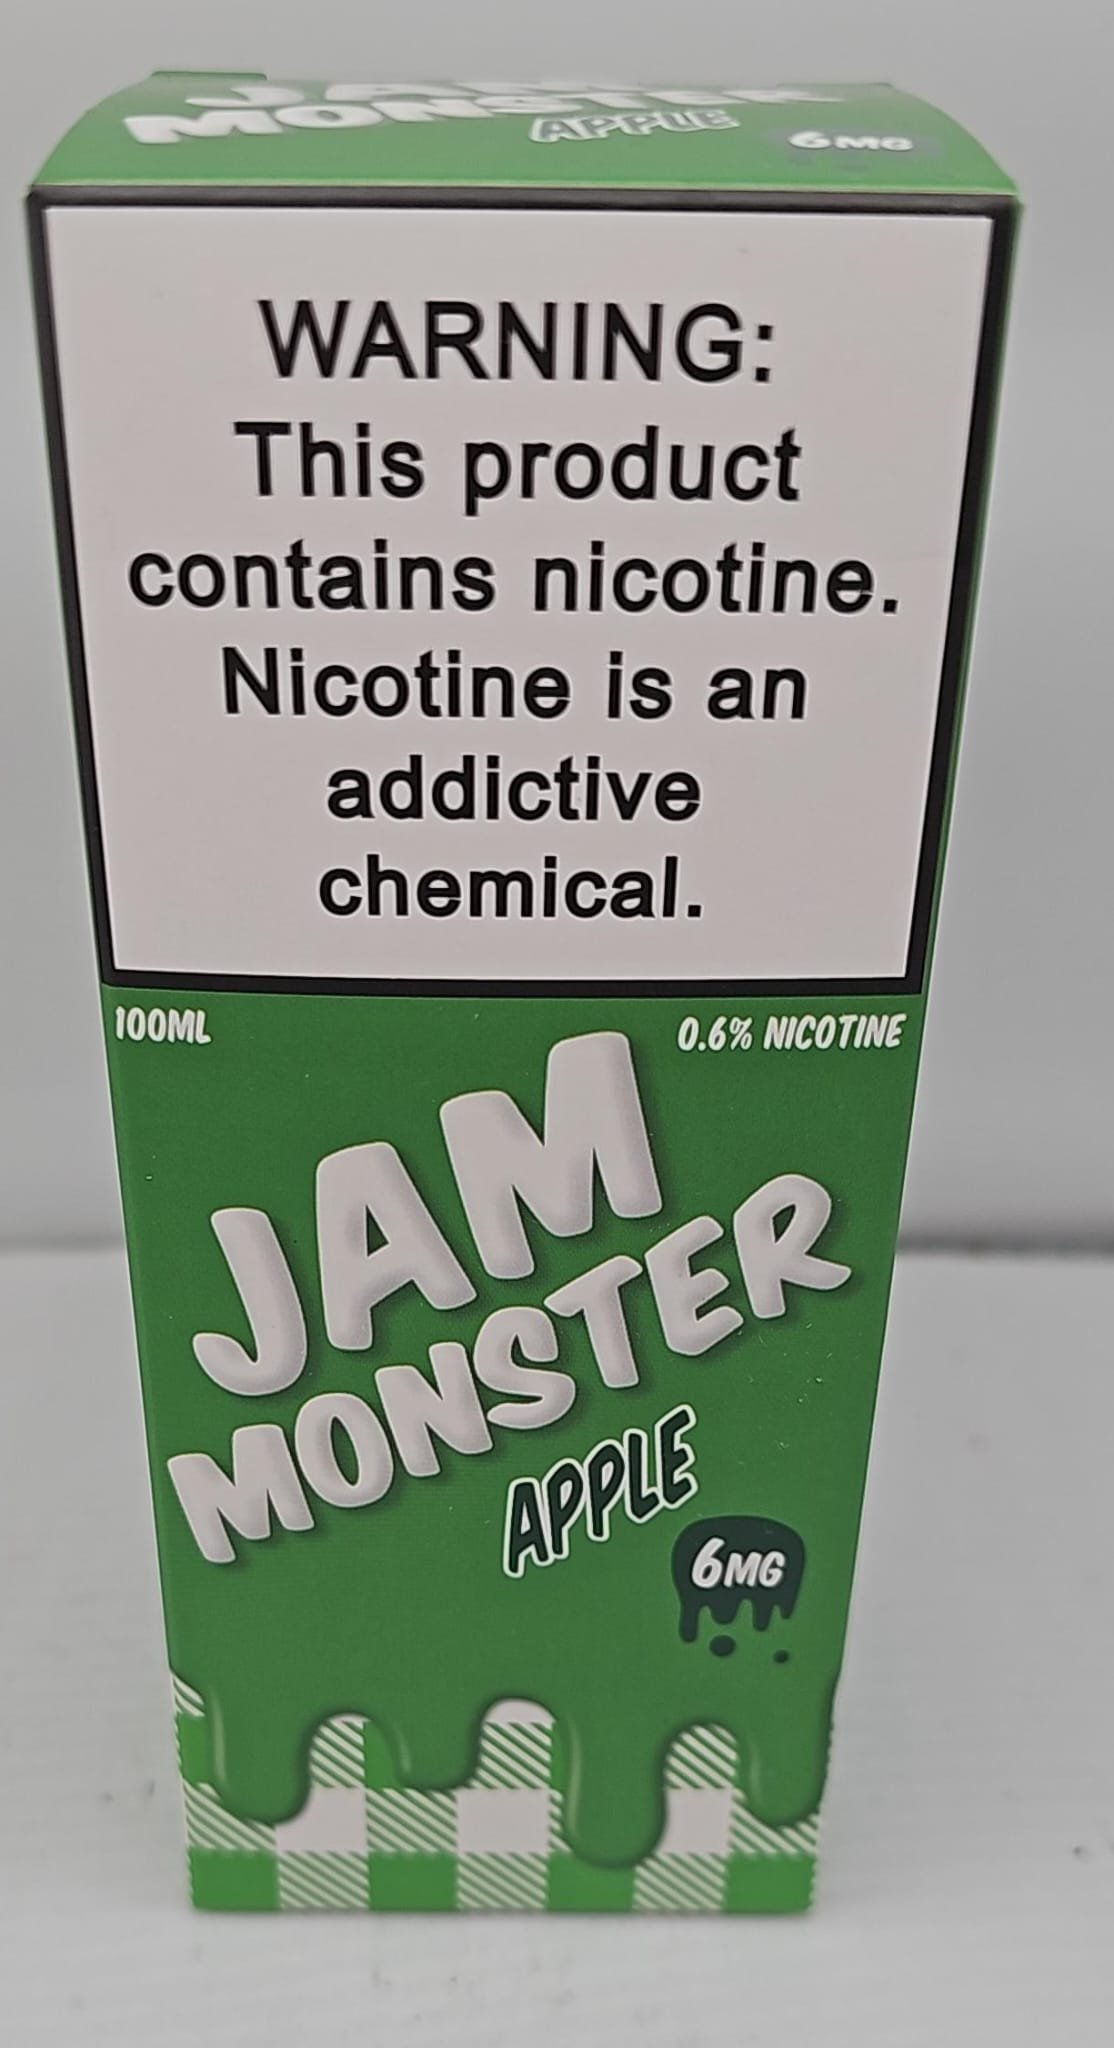 JAM
MONSTER
APPLE
6MG
WARNING:
This product
contains nicotine.
Nicotine is an
addictive
chemical.
100ML
0.6% NICOTINE
JAM
MONSTER
APPLE
6MG